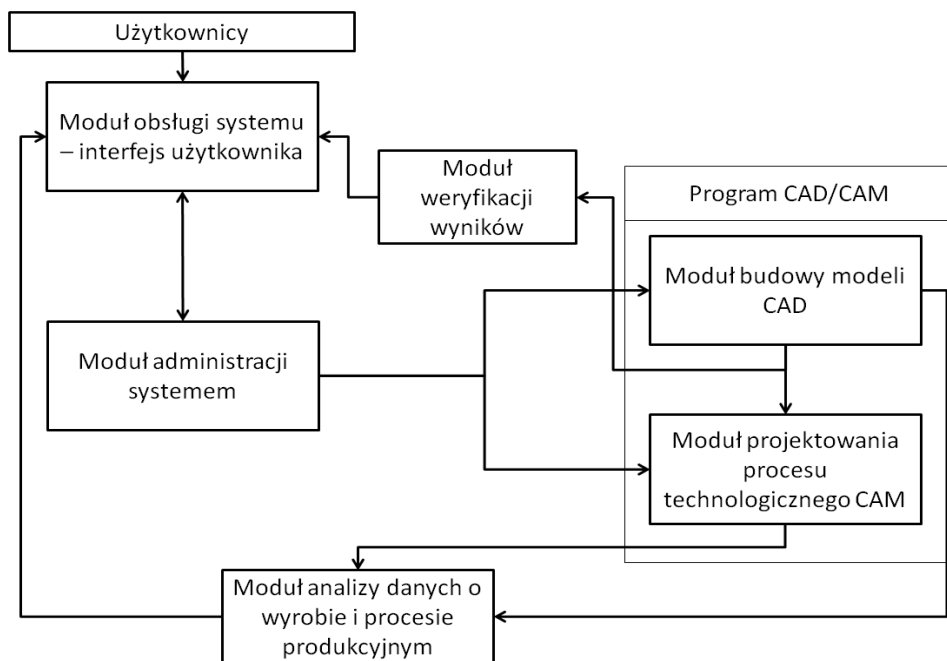 Użytkownicy
Moduł obsługi systemu
– interfejs użytkownika
Moduł
weryfikacji
wyników
Program CAD/CAM
Moduł budowy modeli
CAD
Moduł administracji
systemem
Moduł projektowania
procesu
technologicznego CAM
Moduł analizy danych o
wyrobie i procesie
produkcyjnym